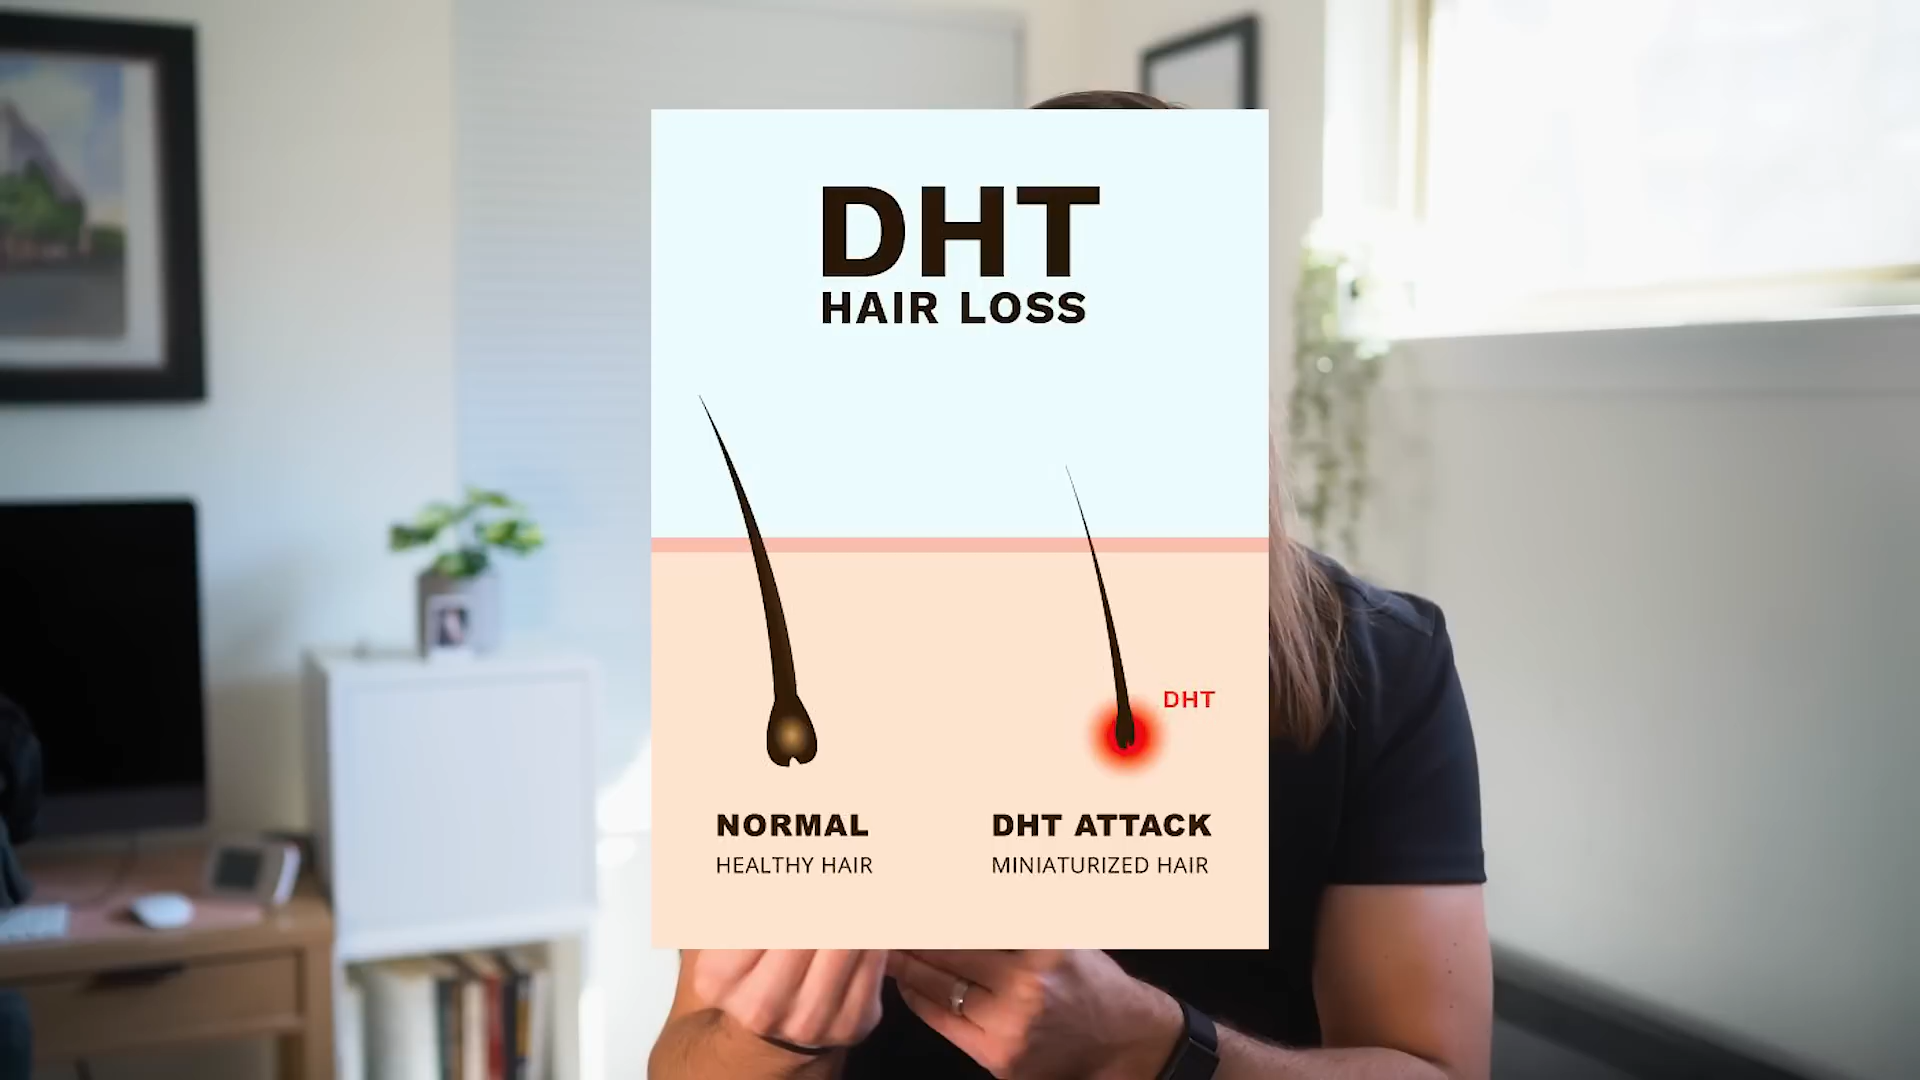 DHT
HAIR LOSS
DHT
NORMAL
HEALTHY HAIR
DHT ATTACK
MINIATURIZED HAIR